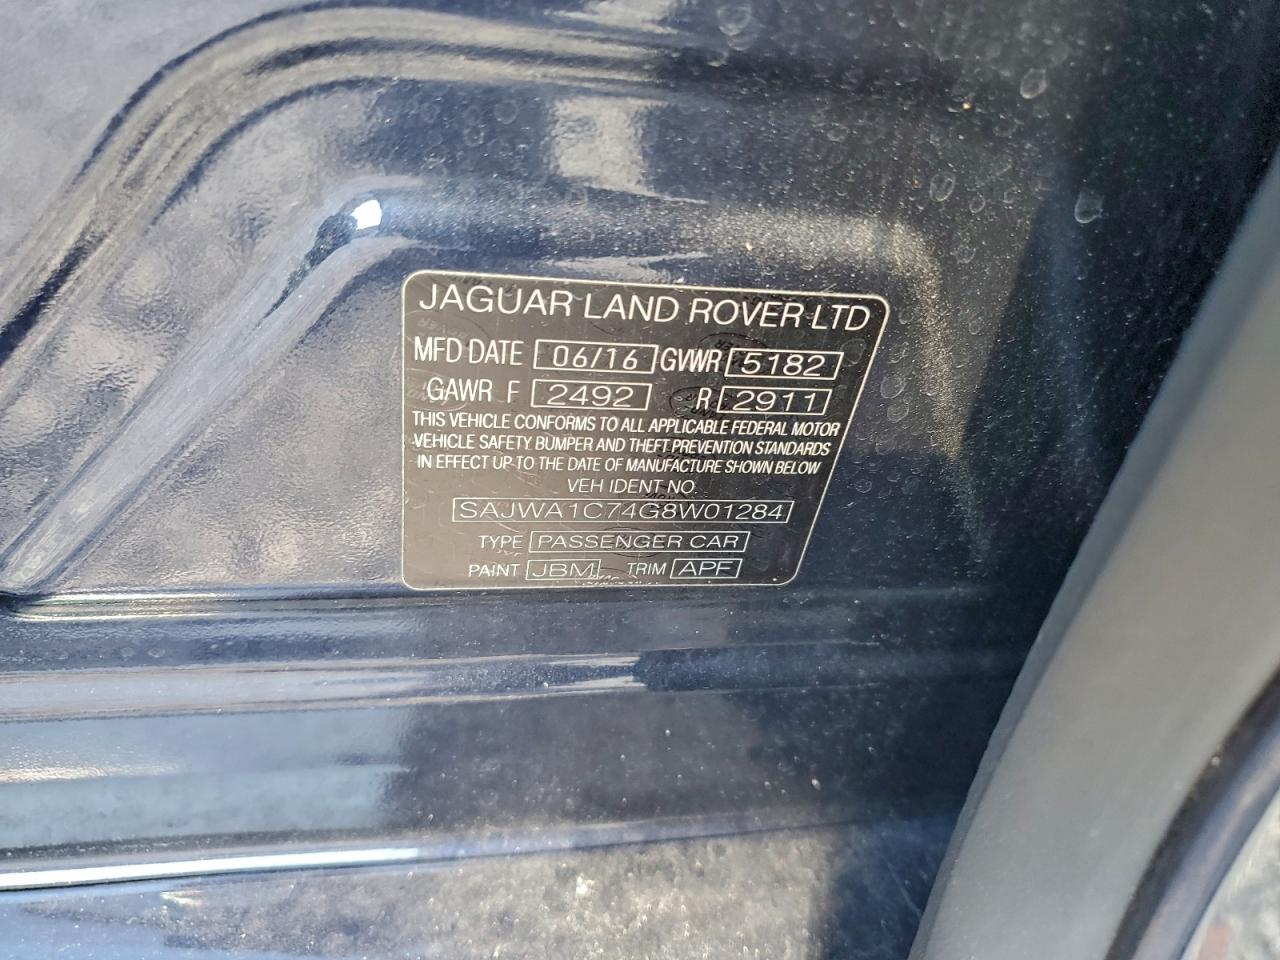 JAGUAR LAND ROVER LTD
MFD DATE 06/16 GVWR 5182
GAWR F 2492 R 2911
THIS VEHICLE CONFORMS TO ALL APPLICABLE FEDERAL MOTOR
VEHICLE SAFETY BUMPER AND THEFT PREVENTION STANDARDS
IN EFFECT UP TO THE DATE OF MANUFACTURE SHOWN BELOW
VEH IDENT NO.
SAJWA1C74G8W01284
TYPE PASSENGER CAR
PAINT JBM TRIM APF